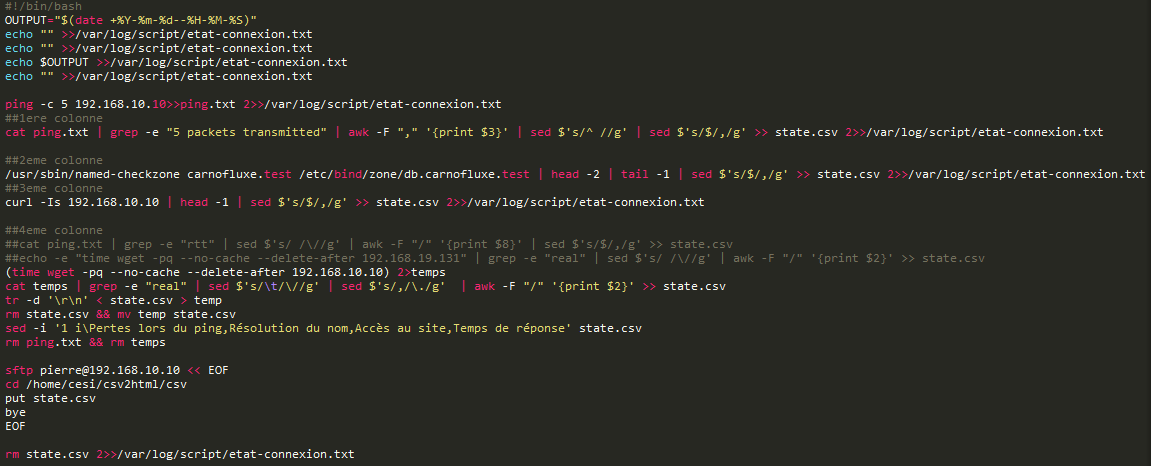 #!/bin/bash
OUTPUT="$(date +%Y-%m-%d--%H-%M-%S)"
echo "" >>/var/log/script/etat-connexion.txt
echo "" >>/var/log/script/etat-connexion.txt
echo $OUTPUT >>/var/log/script/etat-connexion.txt
echo "" >>/var/log/script/etat-connexion.txt
ping -c 5 192.168.10.10>>ping.txt 2>>/var/log/script/etat-connexion.txt
##1ere colonne
cat ping.txt | grep -e "5 packets transmitted" | awk -F "," '{print $3}' | sed $'s/^ //g' | sed $'s/$/,/g' >> state.csv 2>>/var/log/script/etat-connexion.txt
##2eme colonne
/usr/sbin/named-checkzone carnofluxe.test /etc/bind/zone/db.carnofluxe.test | head -2 | tail -1 | sed $'s/$/,/g' >> state.csv 2>>/var/log/script/etat-connexion.txt
##3eme colonne
curl -Is 192.168.10.10 | head -1 | sed $'s/$/,/g' >> state.csv 2>>/var/log/script/etat-connexion.txt
##4eme colonne
##cat ping.txt | grep -e "rtt" | sed $'s/ /\//g' | awk -F "/" '{print $8}' | sed $'s/$/,/g' >> state.csv
##echo -e "time wget -pq --no-cache --delete-after 192.168.19.131" | grep -e "real" | sed $'s/ /\//g' | awk -F "/" '{print $2}' >> state.csv
(time wget -pq --no-cache --delete-after 192.168.10.10) 2>temps
cat temps | grep -e "real" | sed $'s/\t/\//g' | sed $'s/,/\./g'  | awk -F "/" '{print $2}' >> state.csv
tr -d '\r\n' < state.csv > temp
rm state.csv && mv temp state.csv
sed -i '1 i\Pertes lors du ping,Résolution du nom,Accès au site,Temps de réponse' state.csv
rm ping.txt && rm temps
sftp pierre@192.168.10.10 << EOF
cd /home/cesi/csv2html/csv
put state.csv
bye
EOF
rm state.csv 2>>/var/log/script/etat-connexion.txt